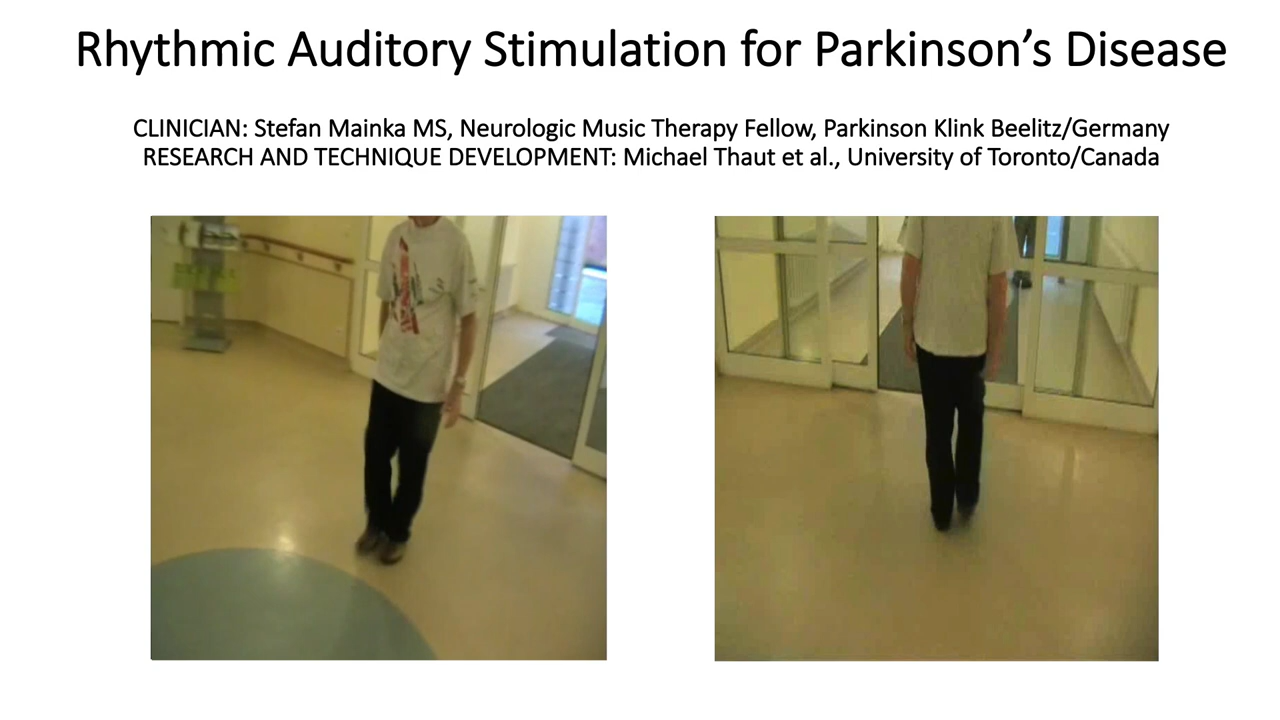 Rhythmic Auditory Stimulation for Parkinson’s Disease
CLINICIAN: Stefan Mainka MS, Neurologic Music Therapy Fellow, Parkinson Klink Beelitz/Germany
RESEARCH AND TECHNIQUE DEVELOPMENT: Michael Thaut et al., University of Toronto/Canada